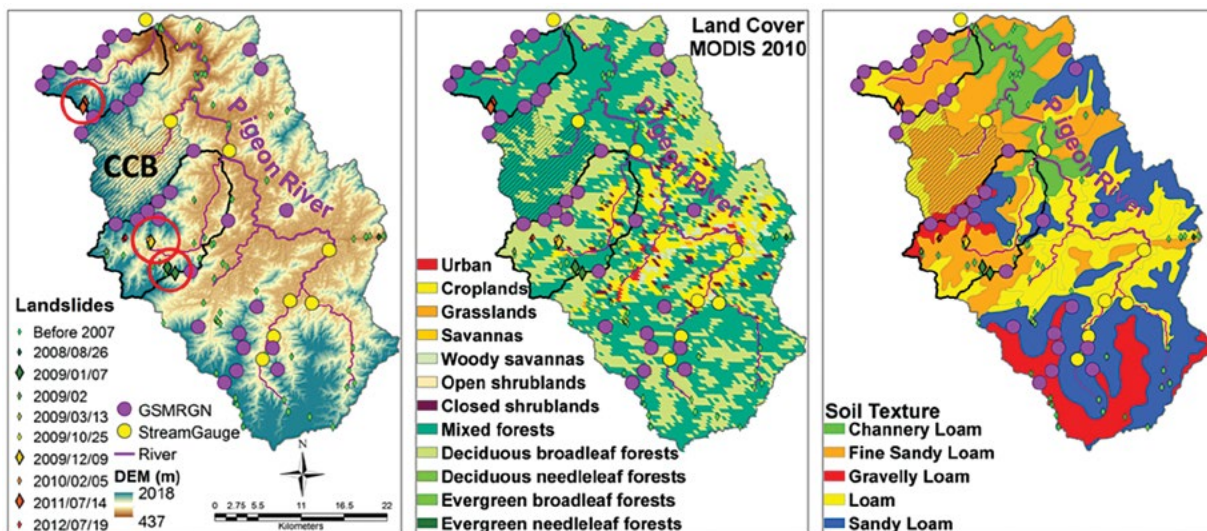 CCB
Pigeon River
Landslides
Before 2007
2008/08/26
2009/01/07
2009/02
2009/03/13
2009/10/25
2009/12/09
2010/02/05
2011/07/14
2012/07/19
GSMRGN
StreamGauge
River
DEM (m)
2018
437
N
0 2.75 5.5 11 16.5 22
Kilometers
Land Cover
MODIS 2010
Pigeon River
Urban
Croplands
Grasslands
Savannas
Woody savannas
Open shrublands
Closed shrublands
Mixed forests
Deciduous broadleaf forests
Deciduous needleleaf forests
Evergreen broadleaf forests
Evergreen needleleaf forests
Pigeon River
Soil Texture
Channery Loam
Fine Sandy Loam
Gravelly Loam
Loam
Sandy Loam